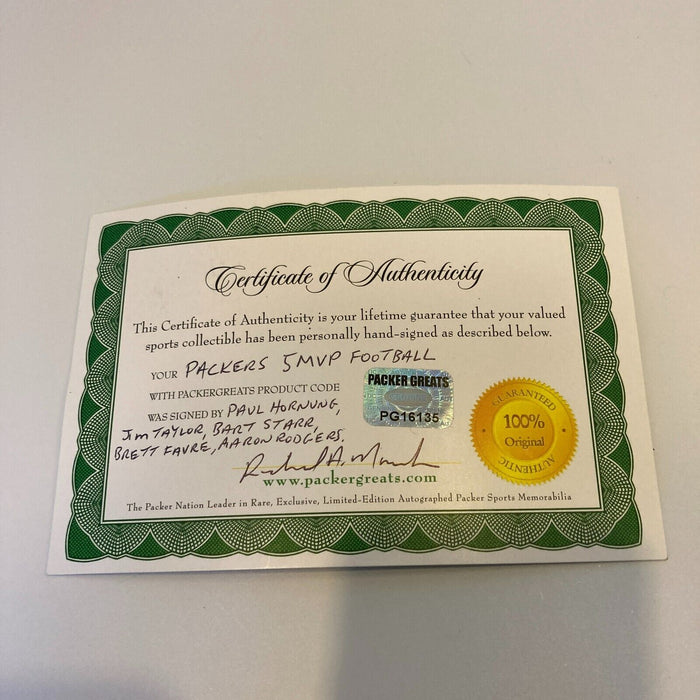 Certificate of Authenticity
This Certificate of Authenticity is your lifetime guarantee that your valued
sports collectible has been personally hand-signed as described below.
YOUR PACKERS 5 MVP FOOTBALL
WITH PACKERGREATS PRODUCT CODE
PACKER GREATS
PG16135
WAS SIGNED BY PAUL HORNUNG,
JIM TAYLOR, BART STARR,
BRETT FAVRE, AARON RODGERS.
GUARANTEED
100%
Original
AUTHENTIC
www.packergreats.com
The Packer Nation Leader in Rare, Exclusive, Limited-Edition Autographed Packer Sports Memorabilia